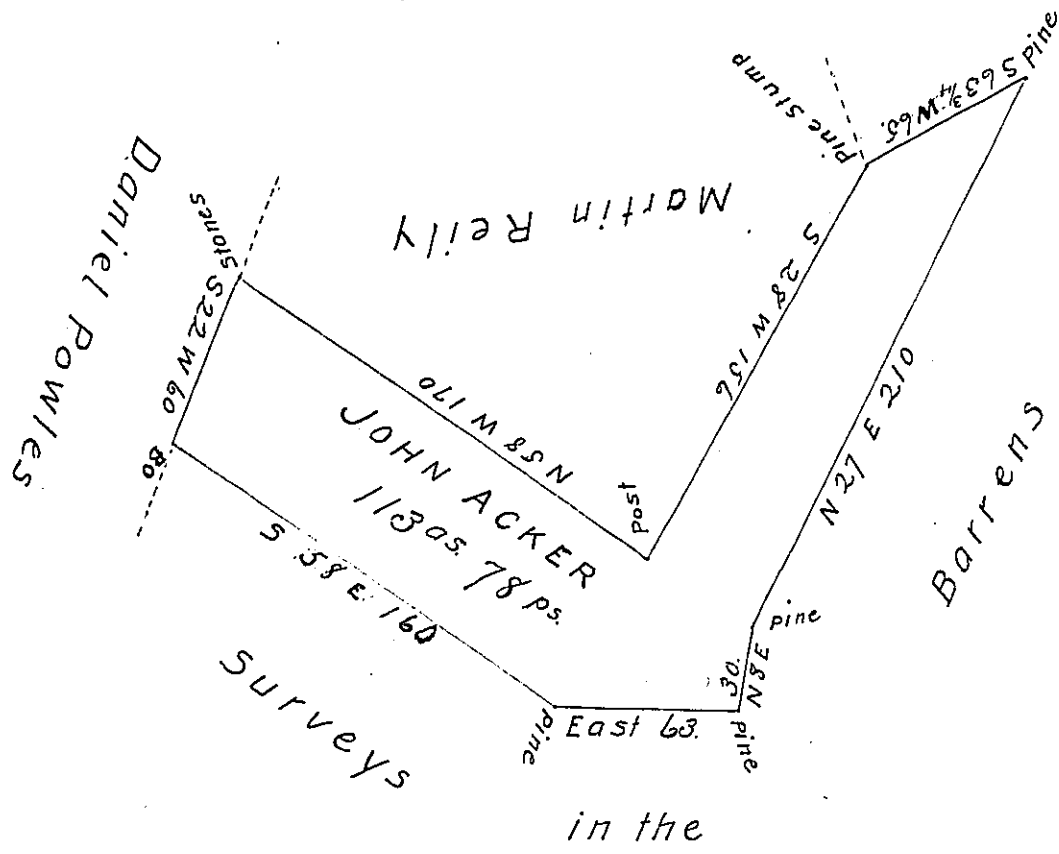 Pine
S 63¾ W 65.
Pine Stump
Martin Reily
Daniel Powles
Stones
S 22 W 60
BO
S 28 W 156
N 58 W 170
JOHN ACKER
113 as. 78 ps.
Post
N 27 E 210
Barrens
S 58 E. 160
Pine
N 8 E
30.
Surveys
Pine
East 63.
Pine
in the